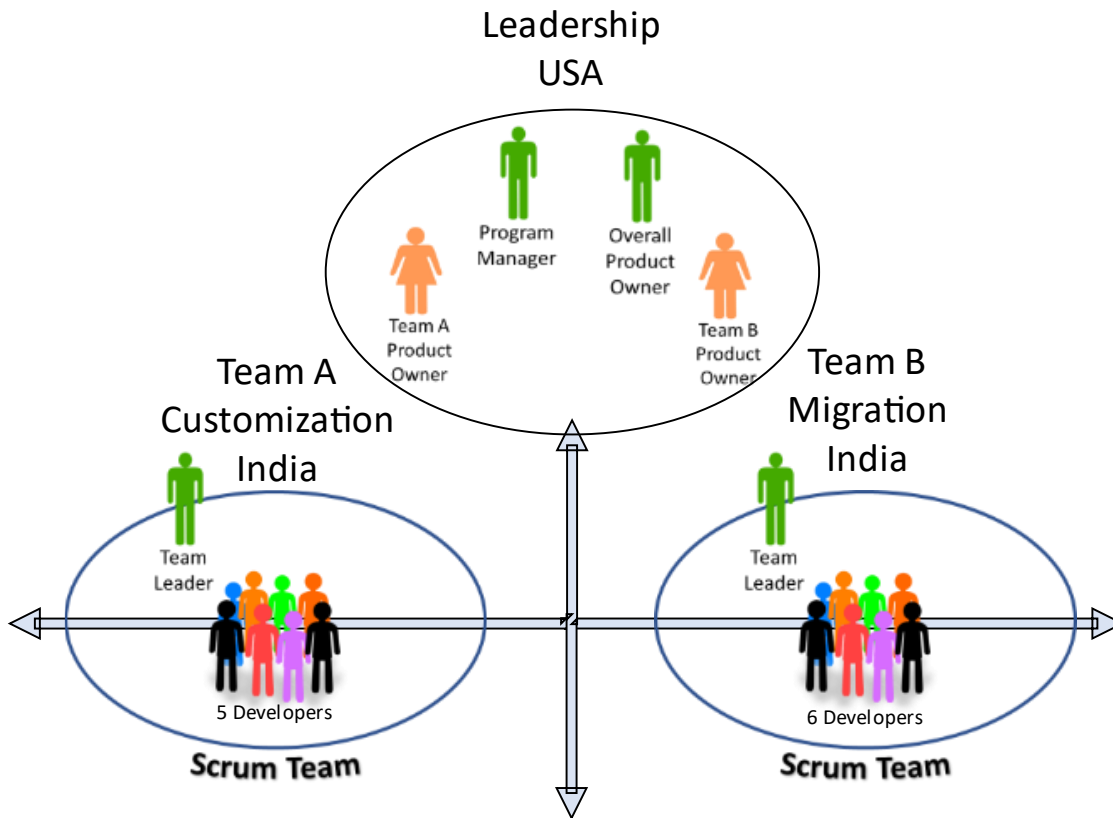 Leadership
USA
Program
Manager
Overall
Product
Owner
Team A
Product
Owner
Team B
Product
Owner
Team A
Customization
India
Team B
Migration
India
Team
Leader
5 Developers
Scrum Team
Team
Leader
6 Developers
Scrum Team